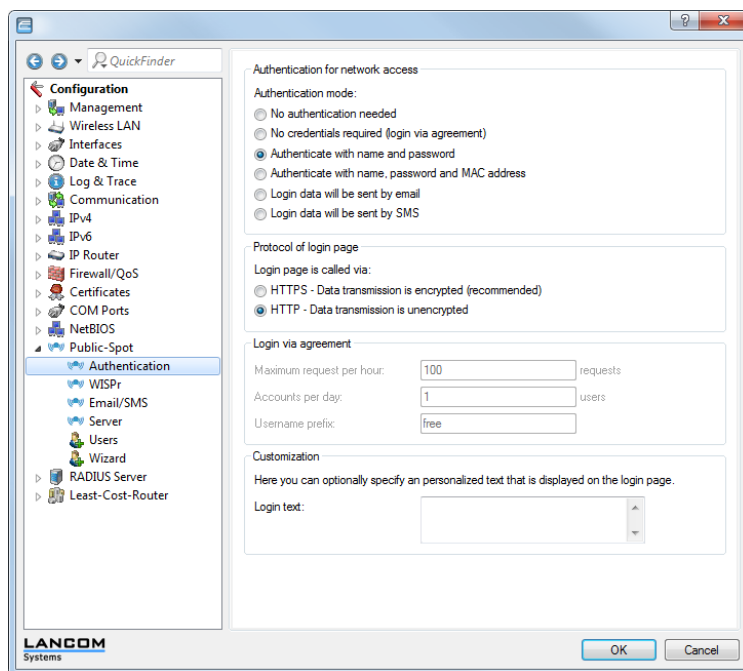 ?
X
QuickFinder
Configuration
Management
Wireless LAN
Interfaces
Date & Time
Log & Trace
Communication
IPv4
IPv6
IP Router
Firewall/QoS
Certificates
COM Ports
NetBIOS
Public-Spot
Authentication
WISPr
Email/SMS
Server
Users
Wizard
RADIUS Server
Least-Cost-Router
Authentication for network access
Authentication mode:
No authentication needed
No credentials required (login via agreement)
Authenticate with name and password
Authenticate with name, password and MAC address
Login data will be sent by email
Login data will be sent by SMS
Protocol of login page
Login page is called via:
HTTPS - Data transmission is encrypted (recommended)
HTTP - Data transmission is unencrypted
Login via agreement
Maximum request per hour: 100 requests
Accounts per day: 1 users
Username prefix: free
Customization
Here you can optionally specify an personalized text that is displayed on the login page.
Login text:
LANCOM
Systems
OK Cancel